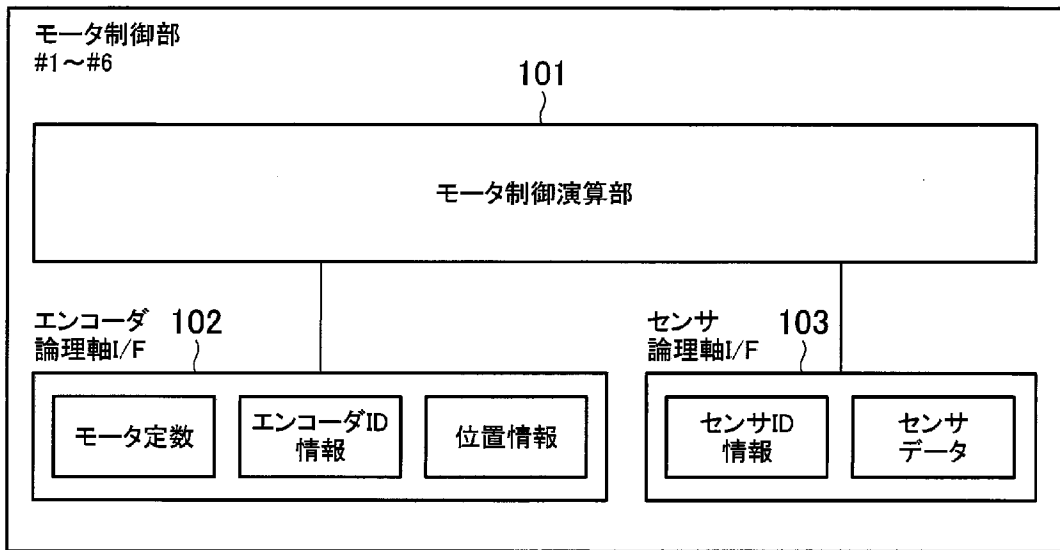 モータ制御部
#1～#6
101
モータ制御演算部
エンコーダ
論理軸I/F
102
センサ
論理軸I/F
103
モータ定数
エンコーダID
情報
位置情報
センサID
情報
センサ
データ